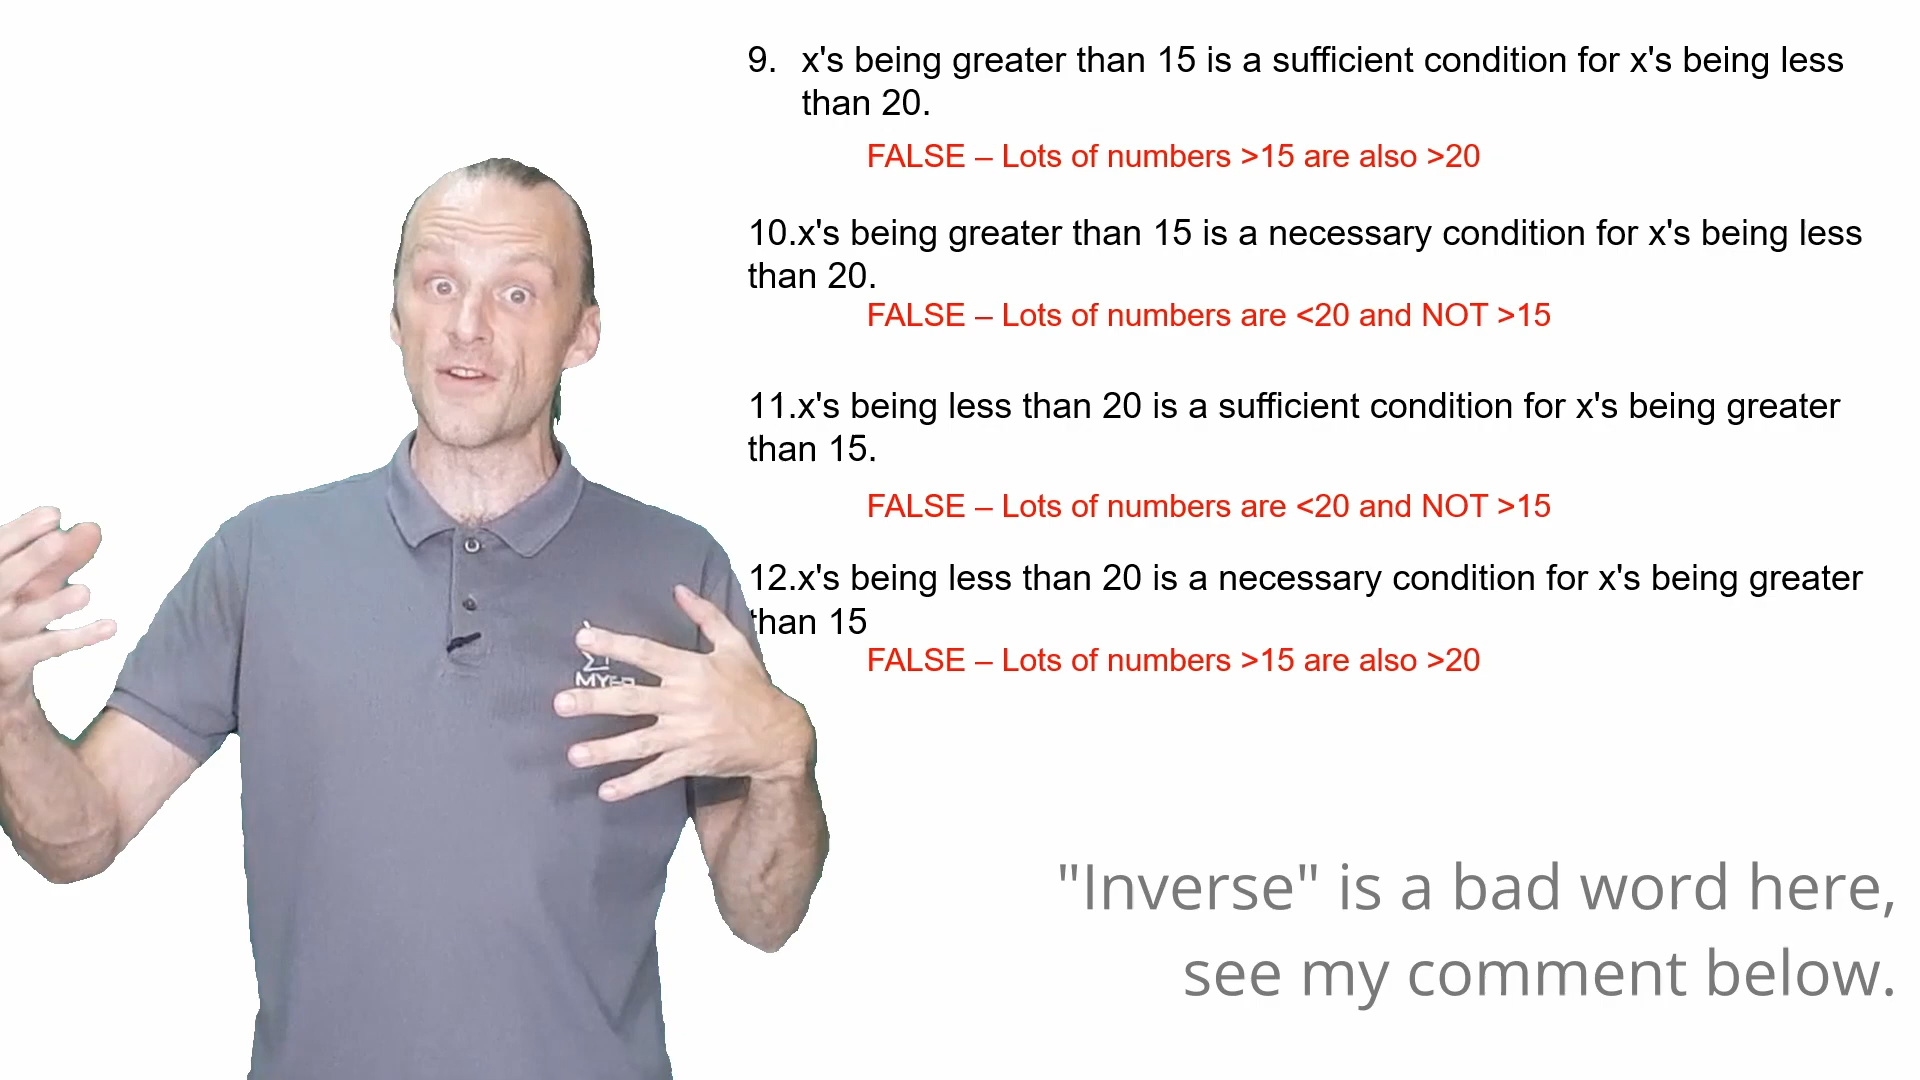 9. x's being greater than 15 is a sufficient condition for x's being less
than 20.
FALSE – Lots of numbers >15 are also >20
10.x's being greater than 15 is a necessary condition for x's being less
than 20.
FALSE – Lots of numbers are <20 and NOT >15
11.x's being less than 20 is a sufficient condition for x's being greater
than 15.
FALSE – Lots of numbers are <20 and NOT >15
12.x's being less than 20 is a necessary condition for x's being greater
than 15
FALSE – Lots of numbers >15 are also >20
"Inverse" is a bad word here,
see my comment below.